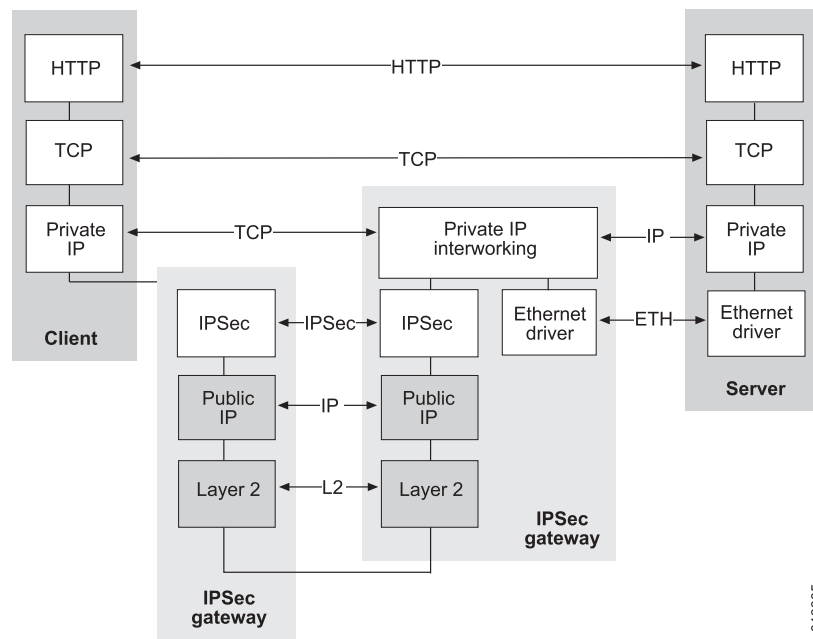 HTTP
HTTP
HTTP
TCP
TCP
TCP
Private
IP
TCP
Private IP
interworking
IP
Private
IP
IPSec
IPSec
IPSec
Ethernet
driver
ETH
Ethernet
driver
Client
Public
IP
IP
Public
IP
Server
Layer 2
L2
Layer 2
IPSec
gateway
IPSec
gateway